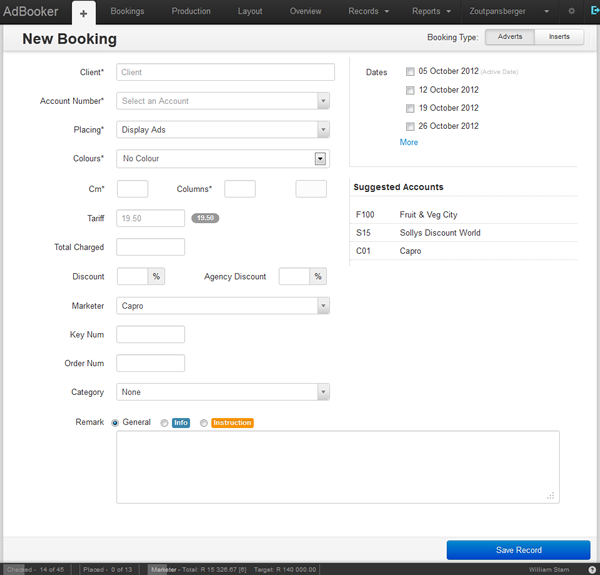 AdBooker + Bookings Production Layout Overview Records Reports Zoutpansberger
New Booking
Booking Type: Adverts Inserts
Client* Client
Account Number* Select an Account
Placing* Display Ads
Colours* No Colour
Cm* Columns*
Tariff 19.50 19.50
Total Charged
Discount % Agency Discount %
Marketer Capro
Key Num
Order Num
Category None
Remark General Info Instruction
Dates 05 October 2012 (Active Date)
12 October 2012
19 October 2012
26 October 2012
More
Suggested Accounts
F100 Fruit & Veg City
S15 Sollys Discount World
C01 Capro
Save Record
Checked - 14 of 45 Placed - 0 of 13 Marketer - Total: R 15 326.67 [6] Target: R 140 000.00 William Stam ?